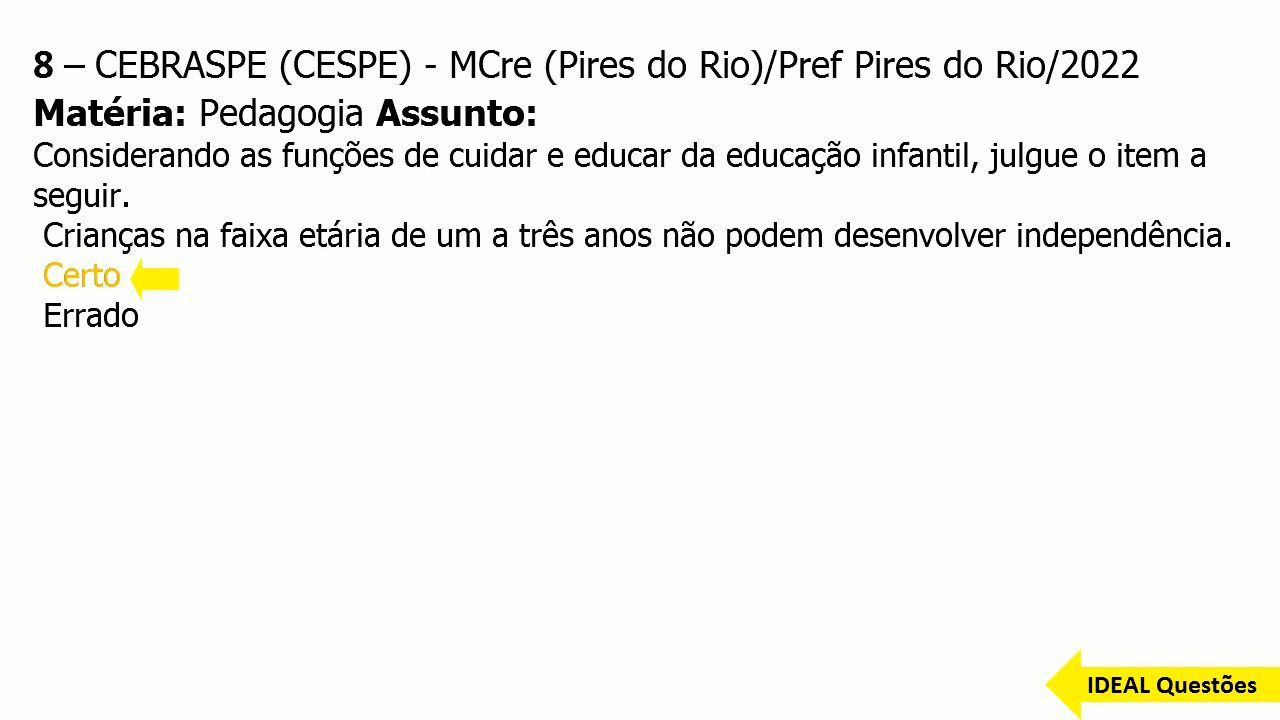 8 – CEBRASPE (CESPE) - MCre (Pires do Rio)/Pref Pires do Rio/2022
Matéria: Pedagogia Assunto:
Considerando as funções de cuidar e educar da educação infantil, julgue o item a
seguir.
Crianças na faixa etária de um a três anos não podem desenvolver independência.
Certo
Errado
IDEAL Questões